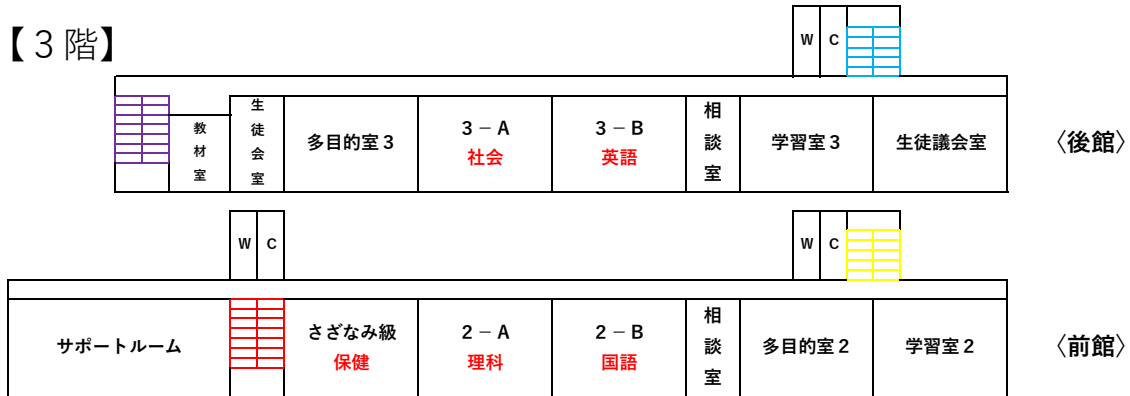 【3階】
W C
教材室
生徒会室
多目的室3
3－A
社会
3－B
英語
相談室
学習室3
生徒議会室
〈後館〉
W C
W C
サポートルーム
さざなみ級
保健
2－A
理科
2－B
国語
相談室
多目的室2
学習室2
〈前館〉